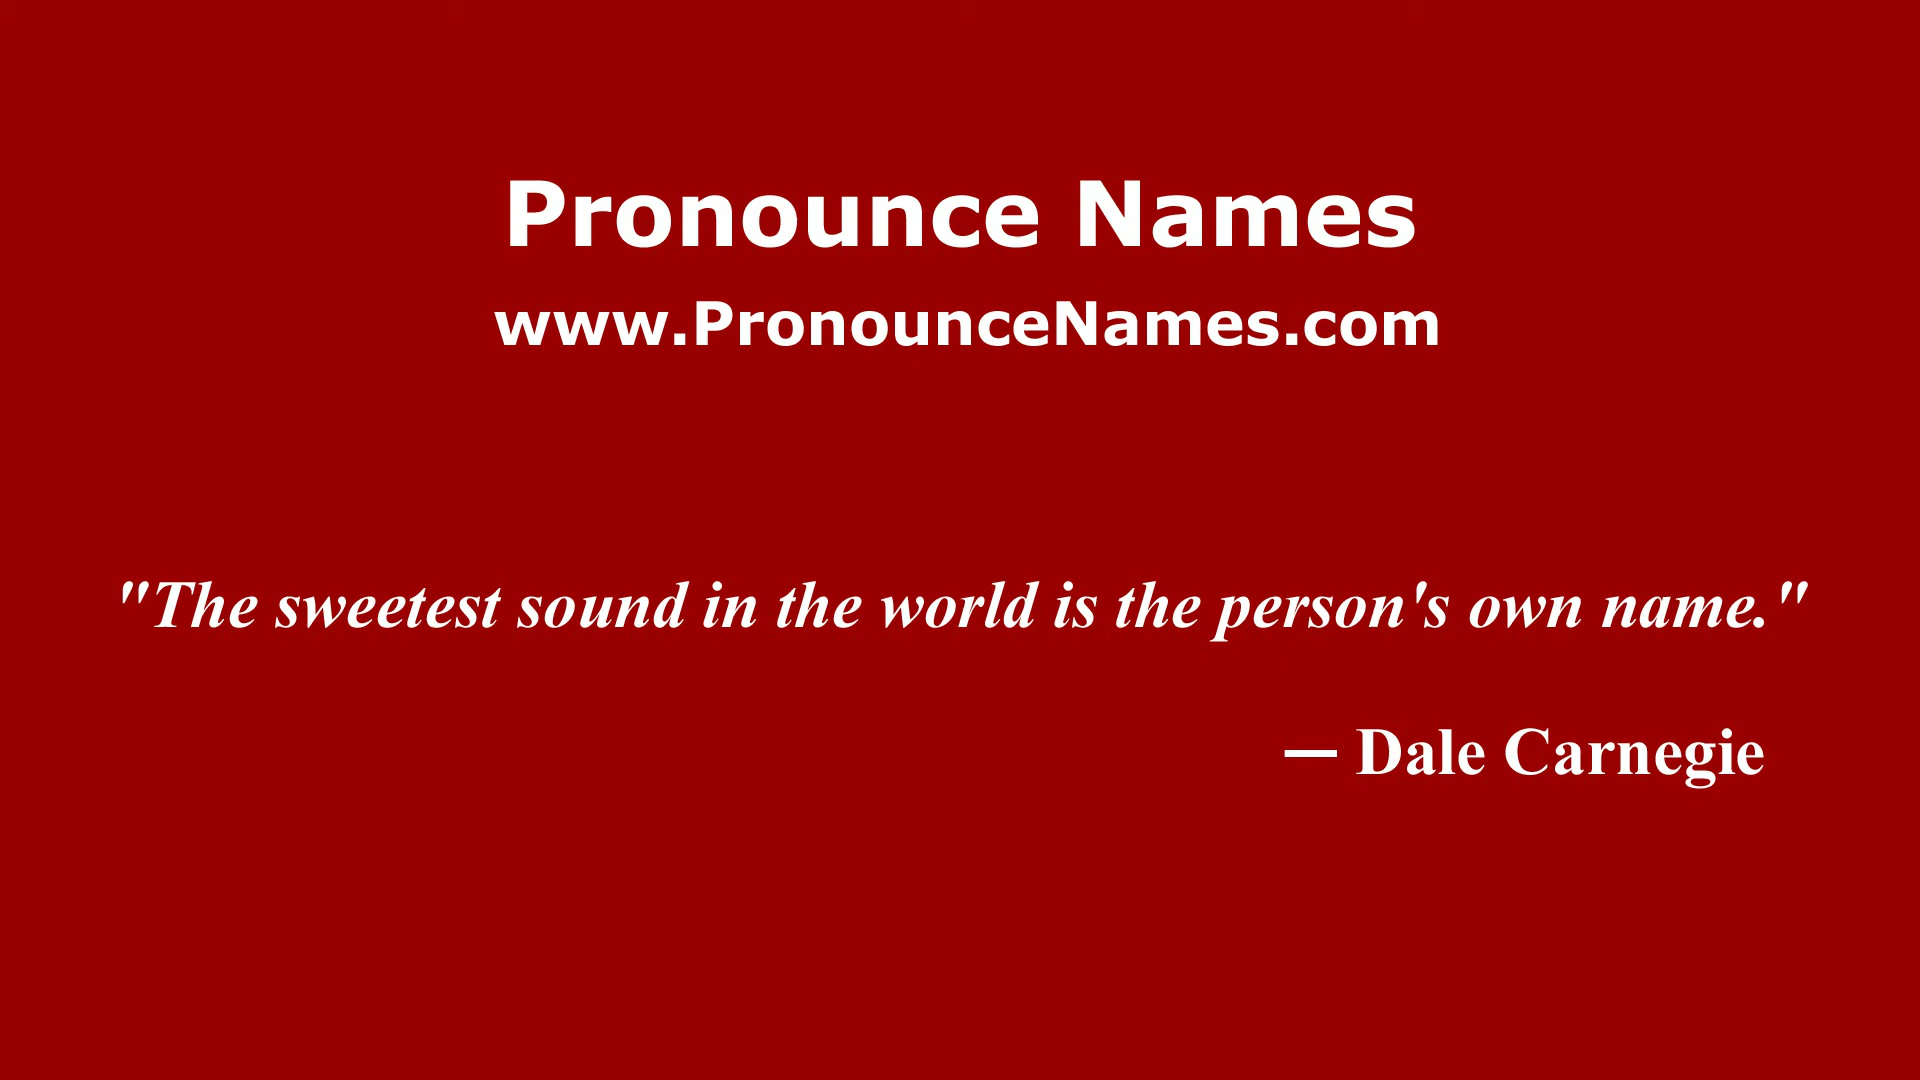 Pronounce Names
www.PronounceNames.com
"The sweetest sound in the world is the person's own name."
— Dale Carnegie